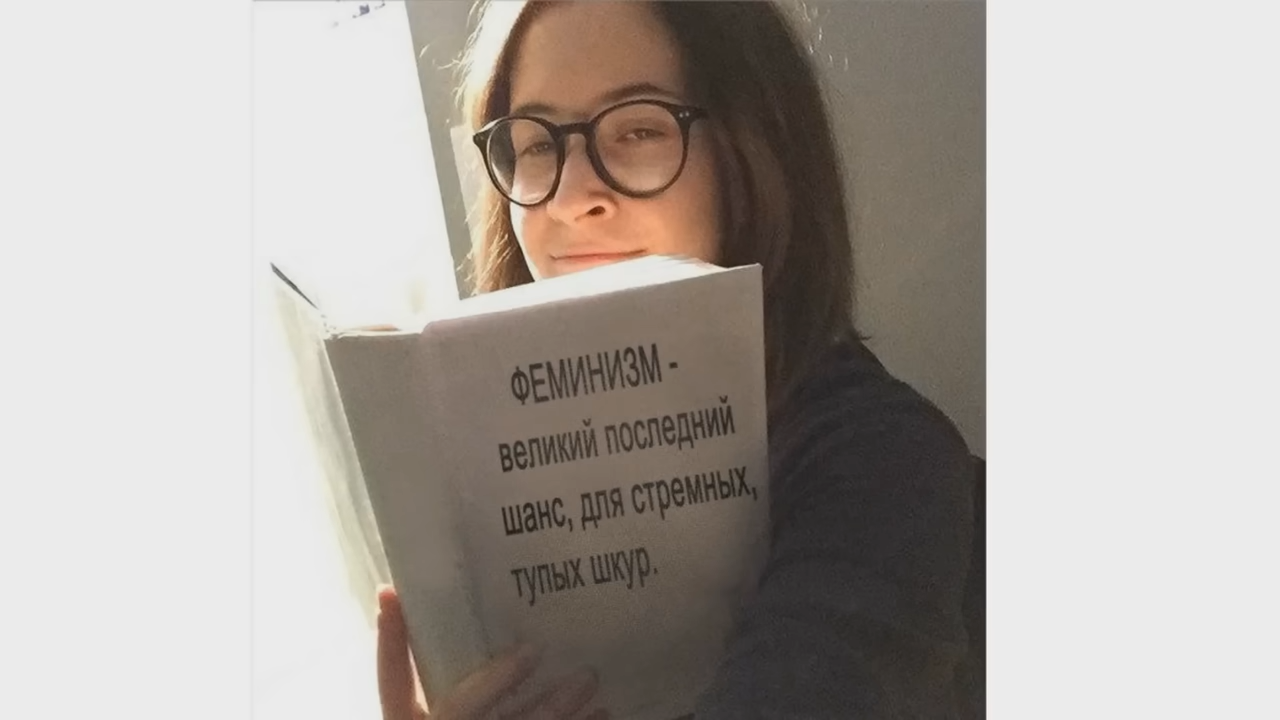 ФЕМИНИЗМ -
великий последний
шанс, для стремных,
тупых шкур.